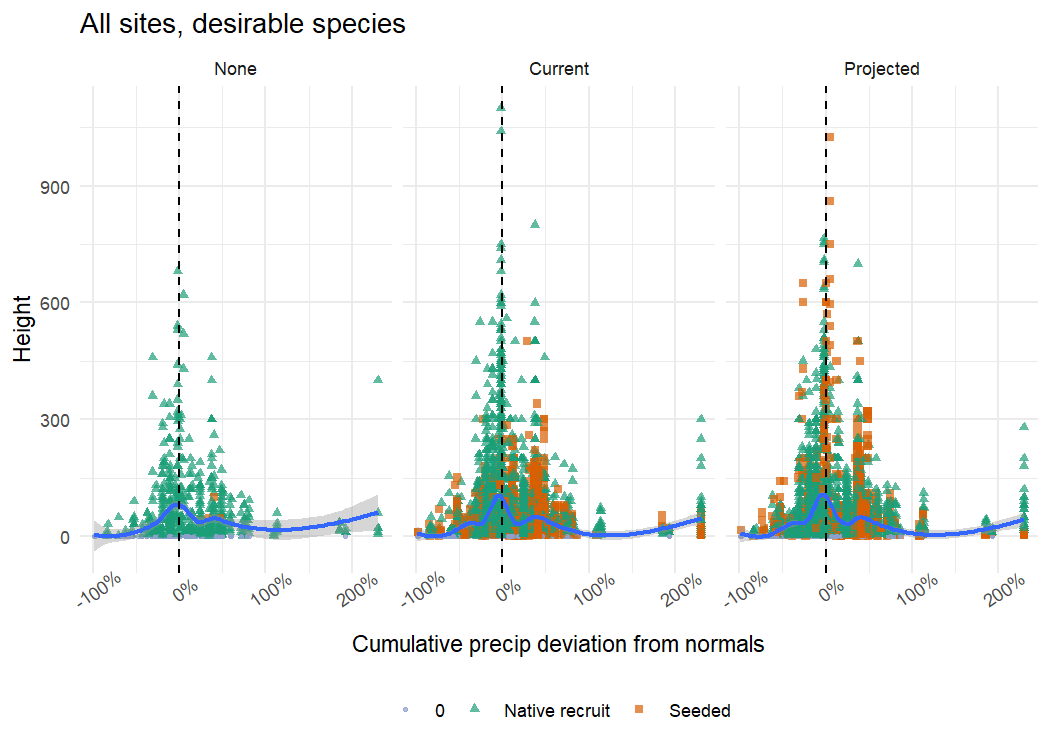 All sites, desirable species
None Current Projected
Height
900
600
300
0
-100% 0% 100% 200% -100% 0% 100% 200% -100% 0% 100% 200%
Cumulative precip deviation from normals
0 Native recruit Seeded